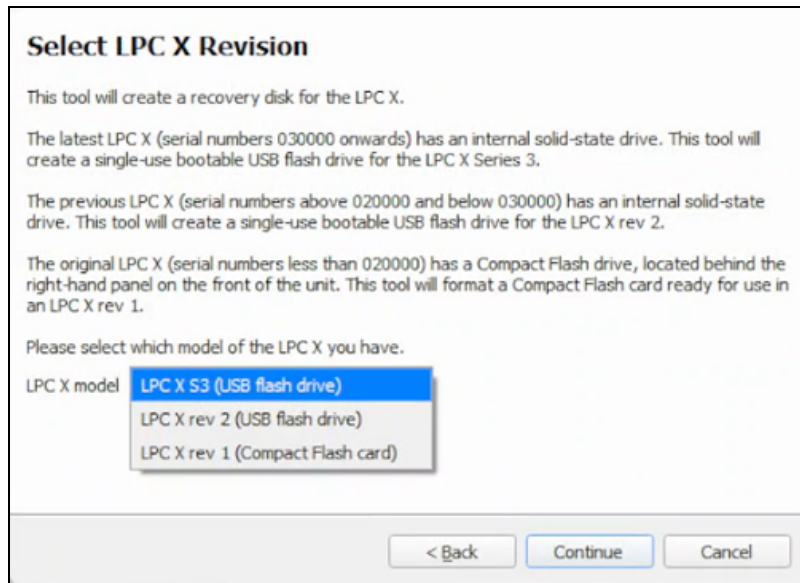 Select LPC X Revision
This tool will create a recovery disk for the LPC X.
The latest LPC X (serial numbers 030000 onwards) has an internal solid-state drive. This tool will
create a single-use bootable USB flash drive for the LPC X Series 3.
The previous LPC X (serial numbers above 020000 and below 030000) has an internal solid-state
drive. This tool will create a single-use bootable USB flash drive for the LPC X rev 2.
The original LPC X (serial numbers less than 020000) has a Compact Flash drive, located behind the
right-hand panel on the front of the unit. This tool will format a Compact Flash card ready for use in
an LPC X rev 1.
Please select which model of the LPC X you have.
LPC X model LPC X S3 (USB flash drive)
LPC X rev 2 (USB flash drive)
LPC X rev 1 (Compact Flash card)
< Back Continue Cancel